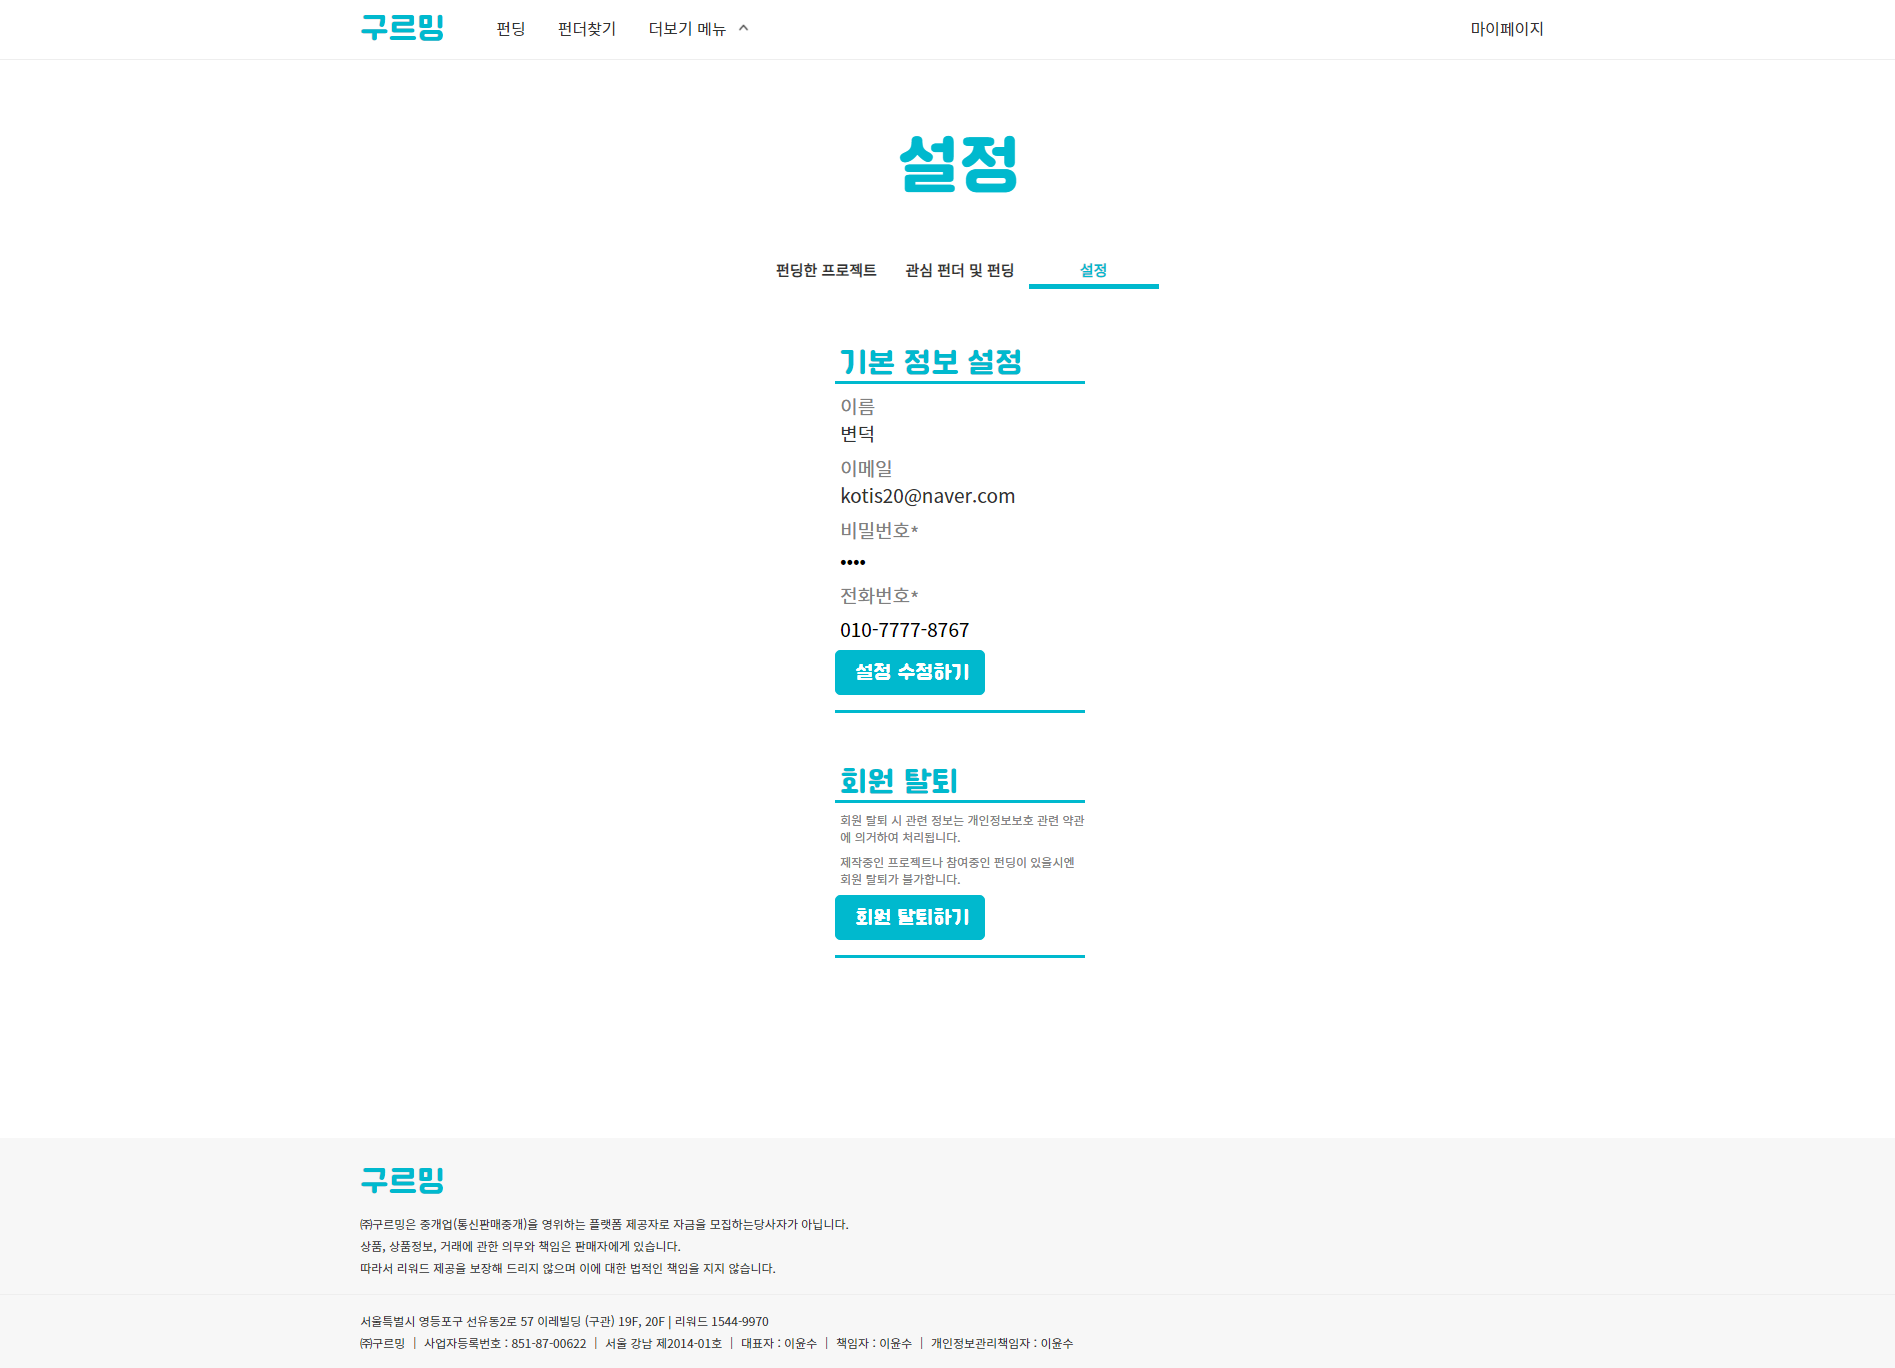 구르밍 펀딩 펀더찾기 더보기 메뉴 마이페이지
설정
펀딩한 프로젝트 관심 펀더 및 펀딩 설정
기본 정보 설정
이름
변덕
이메일
kotis20@naver.com
비밀번호*
••••
전화번호*
010-7777-8767
설정 수정하기
회원 탈퇴
회원 탈퇴 시 관련 정보는 개인정보보호 관련 약관
에 의거하여 처리됩니다.
제작중인 프로젝트나 참여중인 펀딩이 있을시엔
회원 탈퇴가 불가합니다.
회원 탈퇴하기
구르밍
㈜구르밍은 중개업(통신판매중개)을 영위하는 플랫폼 제공자로 자금을 모집하는당사자가 아닙니다.
상품, 상품정보, 거래에 관한 의무와 책임은 판매자에게 있습니다.
따라서 리워드 제공을 보장해 드리지 않으며 이에 대한 법적인 책임을 지지 않습니다.
서울특별시 영등포구 선유동2로 57 이레빌딩 (구관) 19F, 20F | 리워드 1544-9970
㈜구르밍 | 사업자등록번호 : 851-87-00622 | 서울 강남 제2014-01호 | 대표자 : 이윤수 | 책임자 : 이윤수 | 개인정보관리책임자 : 이윤수